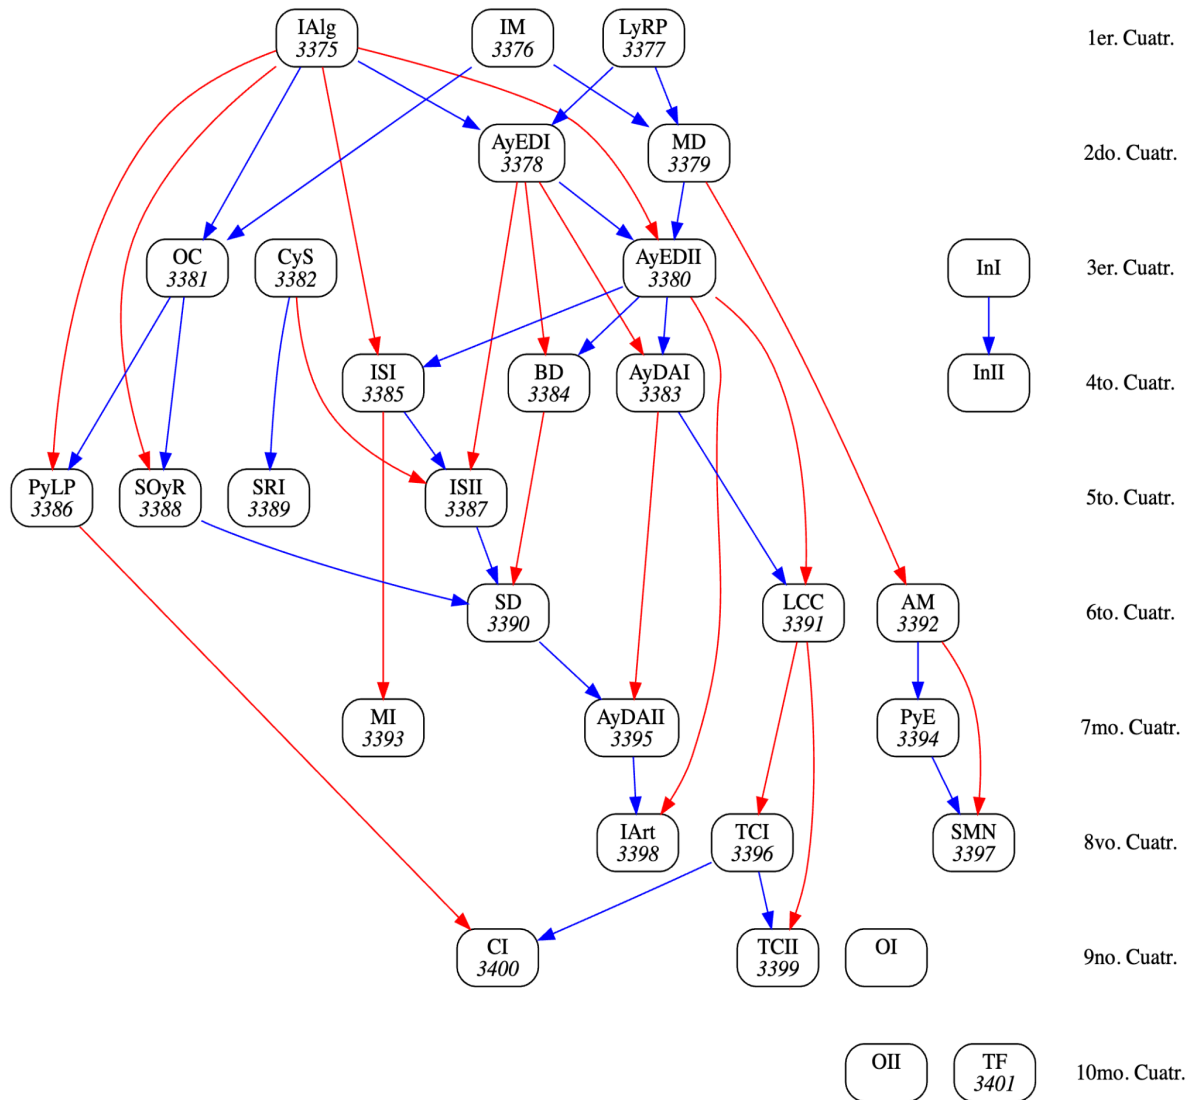 IAlg
3375
IM
3376
LyRP
3377
1er. Cuatr.
AyEDI
3378
MD
3379
2do. Cuatr.
OC
3381
CyS
3382
AyEDII
3380
InI
3er. Cuatr.
ISI
3385
BD
3384
AyDAI
3383
InII
4to. Cuatr.
PyLP
3386
SOyR
3388
SRI
3389
ISII
3387
5to. Cuatr.
SD
3390
LCC
3391
AM
3392
6to. Cuatr.
MI
3393
AyDAII
3395
PyE
3394
7mo. Cuatr.
IArt
3398
TCI
3396
SMN
3397
8vo. Cuatr.
CI
3400
TCII
3399
OI
9no. Cuatr.
OII
TF
3401
10mo. Cuatr.